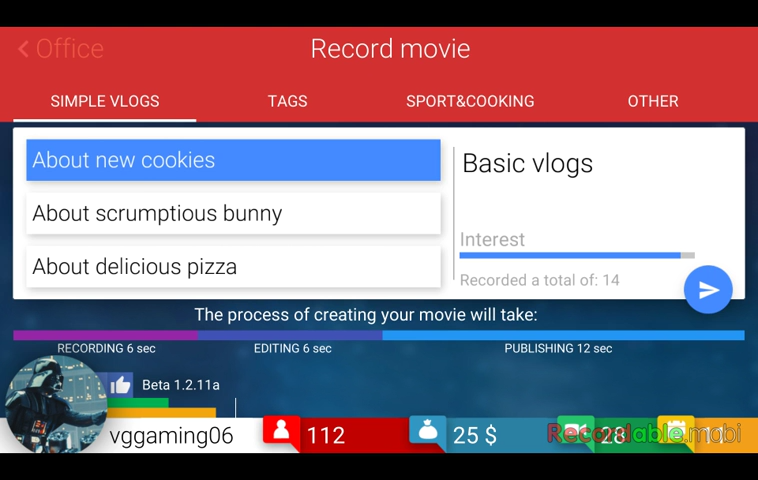 Office
Record movie
SIMPLE VLOGS
TAGS
SPORT&COOKING
OTHER
About new cookies
About scrumptious bunny
About delicious pizza
Basic vlogs
Interest
Recorded a total of: 14
The process of creating your movie will take:
RECORDING 6 sec
EDITING 6 sec
PUBLISHING 12 sec
Beta 1.2.11a
vggaming06
112
25 $
28
Recordable.mobi